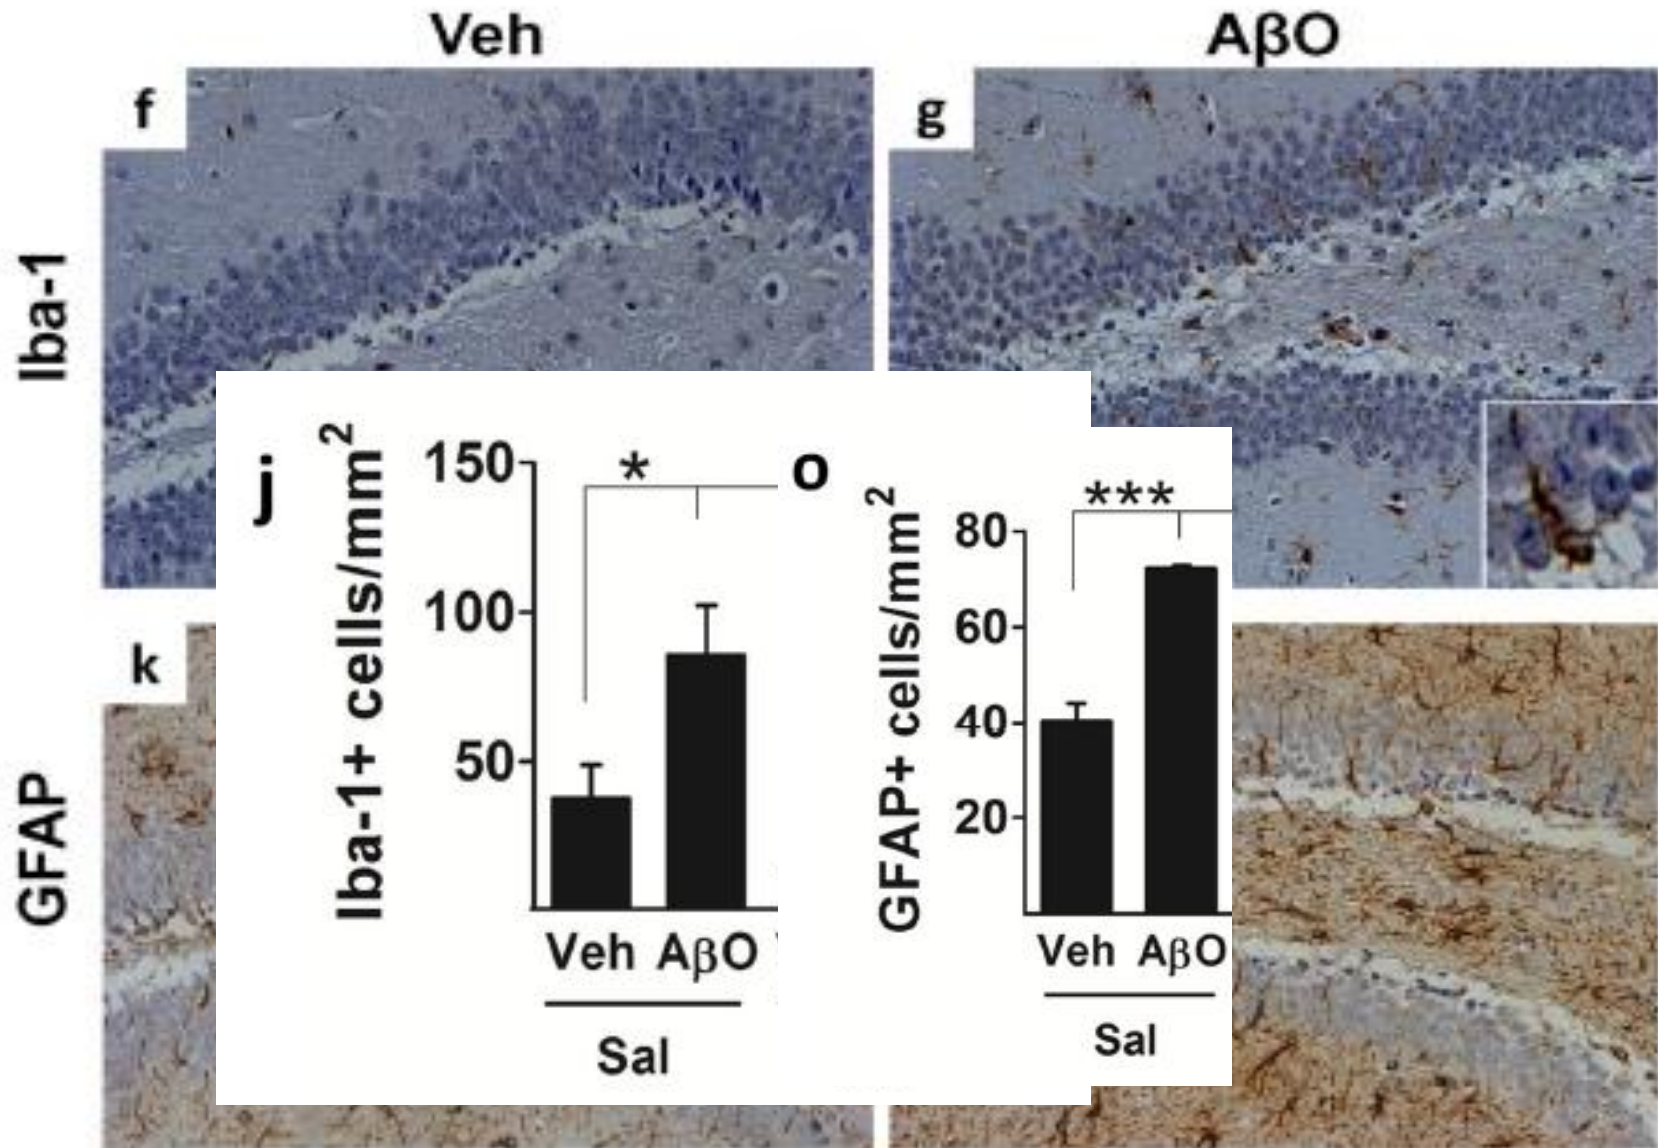 Veh
AβO
f
g
Iba-1
k
GFAP
j
Iba-1+ cells/mm²
150
100
50
*
Veh AβO
Sal
o
GFAP+ cells/mm²
80
60
40
20
***
Veh AβO
Sal